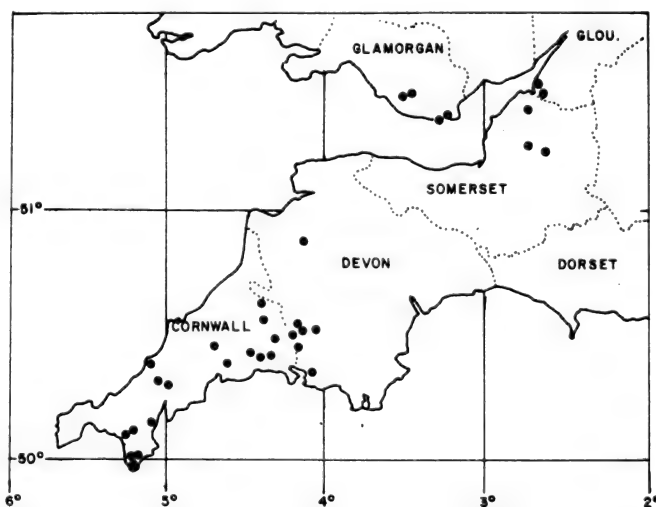 GLAMORGAN
GLOU.
51°
SOMERSET
DEVON
DORSET
CORNWALL
50°
6° 5° 4° 3° 2°